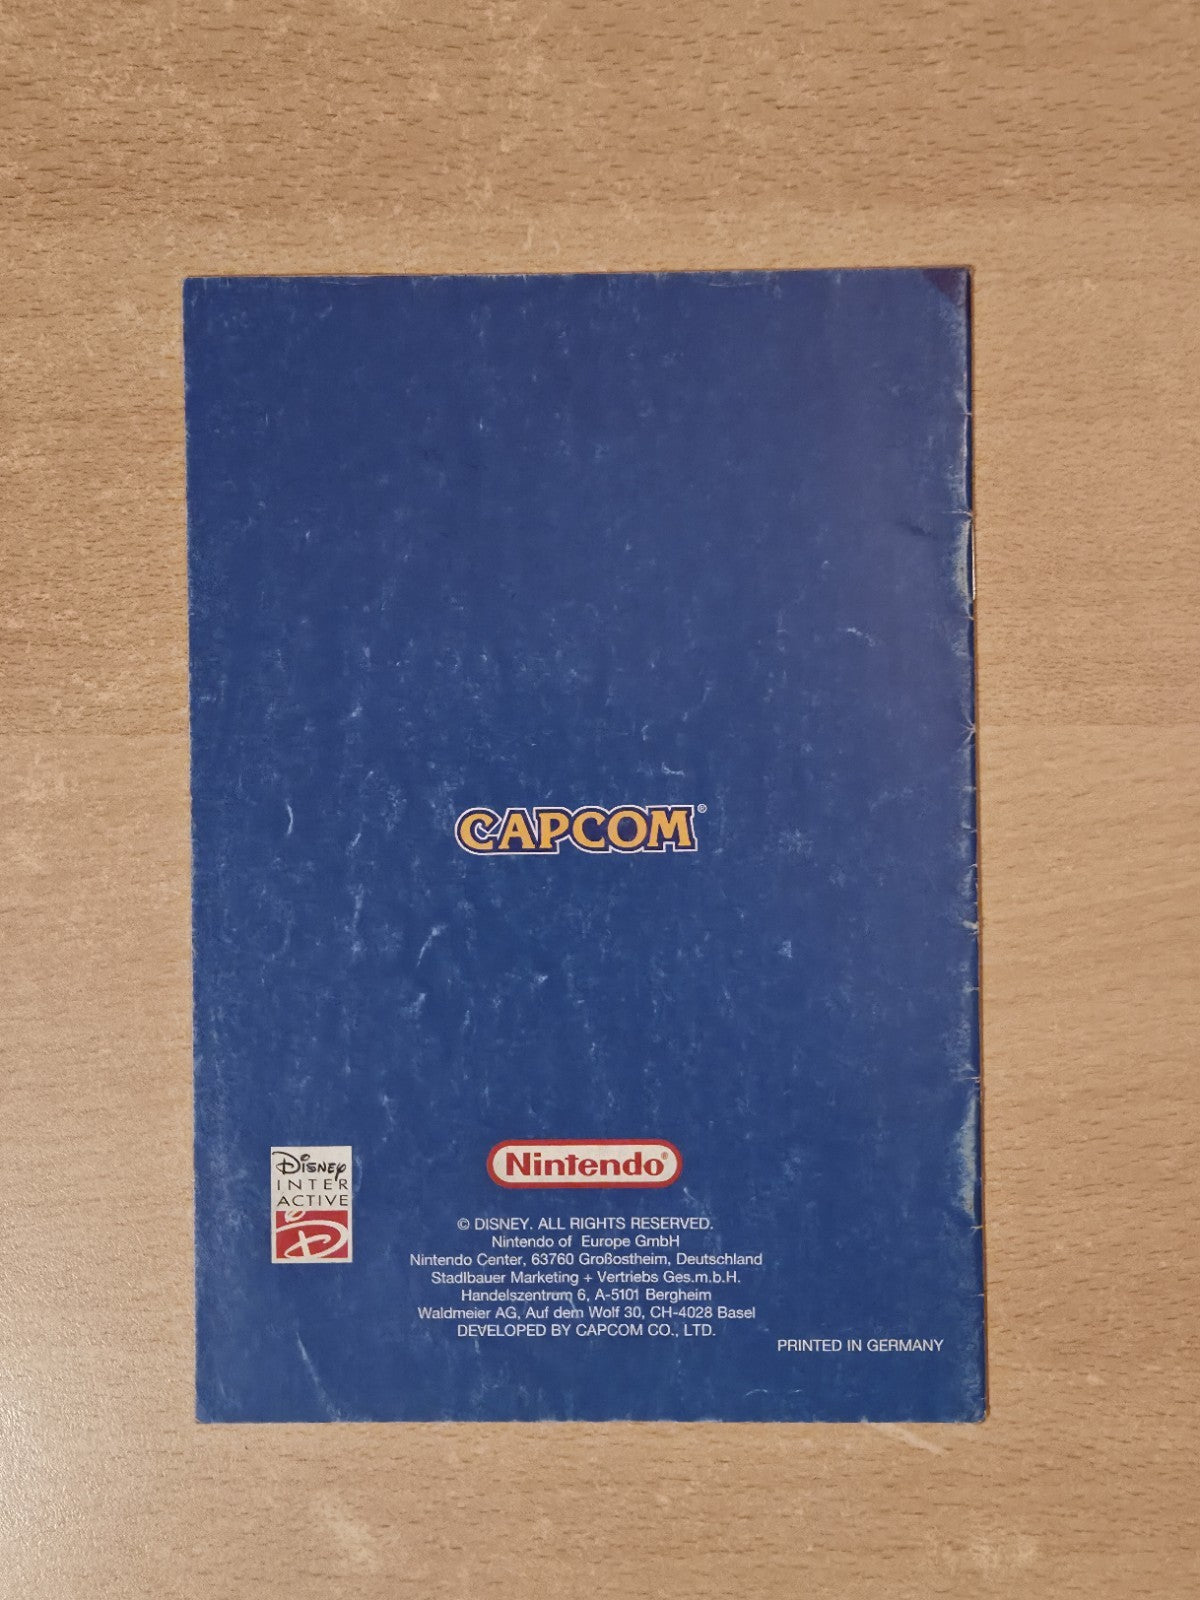 CAPCOM®
DISNEY
INTER
ACTIVE
D
Nintendo®
© DISNEY. ALL RIGHTS RESERVED.
Nintendo of Europe GmbH
Nintendo Center, 63760 Großostheim, Deutschland
Stadlbauer Marketing + Vertriebs Ges.m.b.H.
Handelszentrum 6, A-5101 Bergheim
Waldmeier AG, Auf dem Wolf 30, CH-4028 Basel
DEVELOPED BY CAPCOM CO., LTD.
PRINTED IN GERMANY